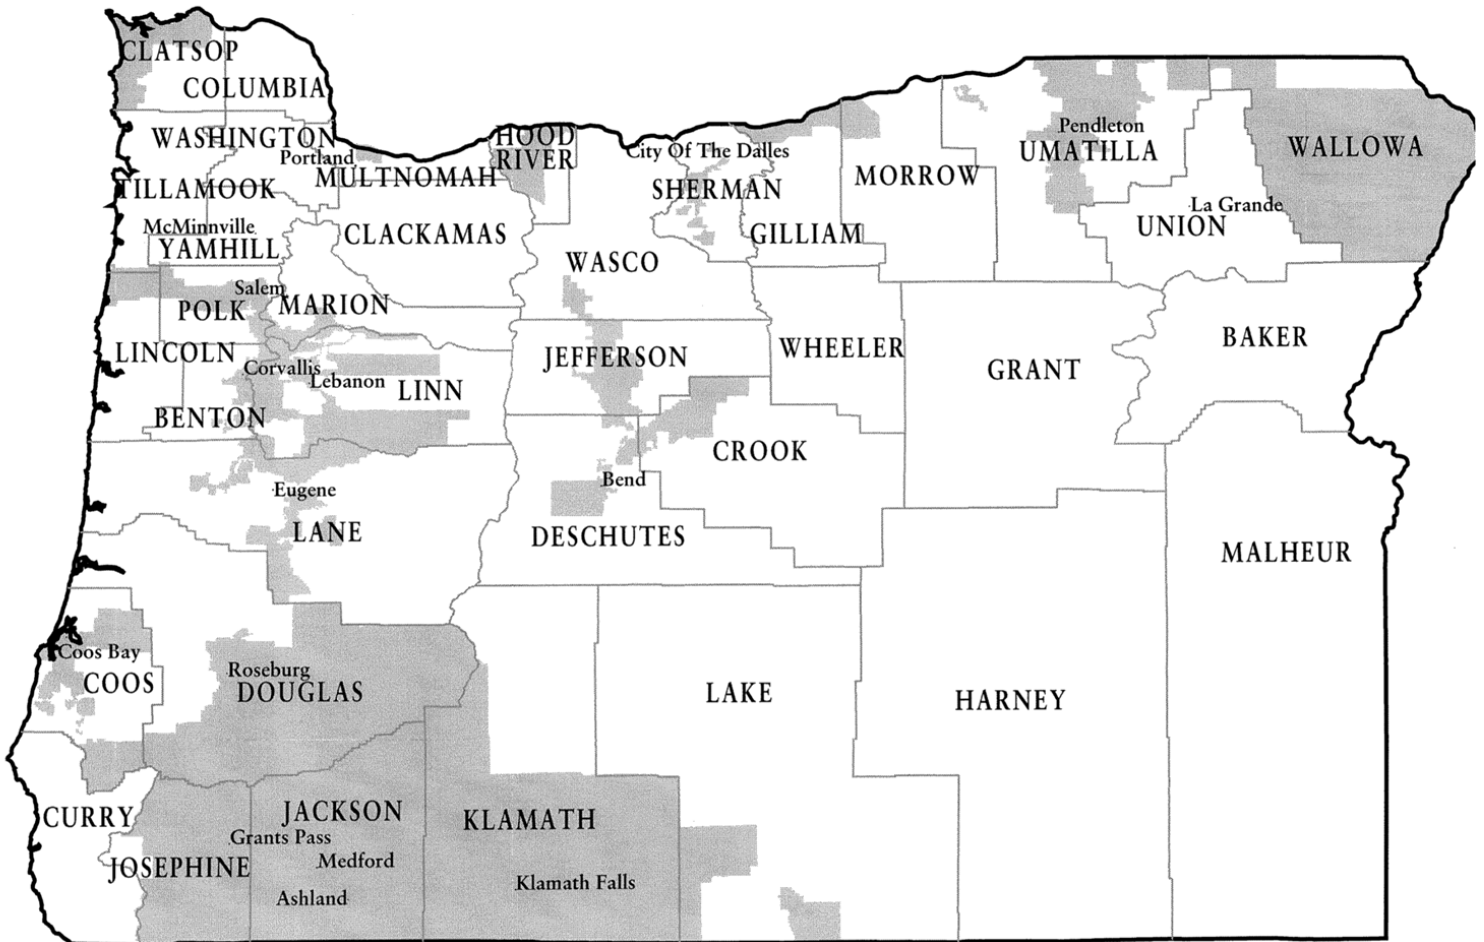 CLATSOP
COLUMBIA
WASHINGTON
Portland
HOOD
RIVER
MULTNOMAH
TILLAMOOK
McMinnville
YAMHILL
CLACKAMAS
City Of The Dalles
SHERMAN
GILLIAM
MORROW
Pendleton
UMATILLA
WALLOWA
La Grande
UNION
WASCO
Salem
POLK
MARION
LINCOLN
Corvallis
Lebanon
LINN
BENTON
JEFFERSON
WHEELER
GRANT
BAKER
CROOK
Bend
DESCHUTES
Eugene
LANE
MALHEUR
Coos Bay
COOS
Roseburg
DOUGLAS
LAKE
HARNEY
CURRY
JACKSON
Grants Pass
JOSEPHINE
Medford
Ashland
KLAMATH
Klamath Falls